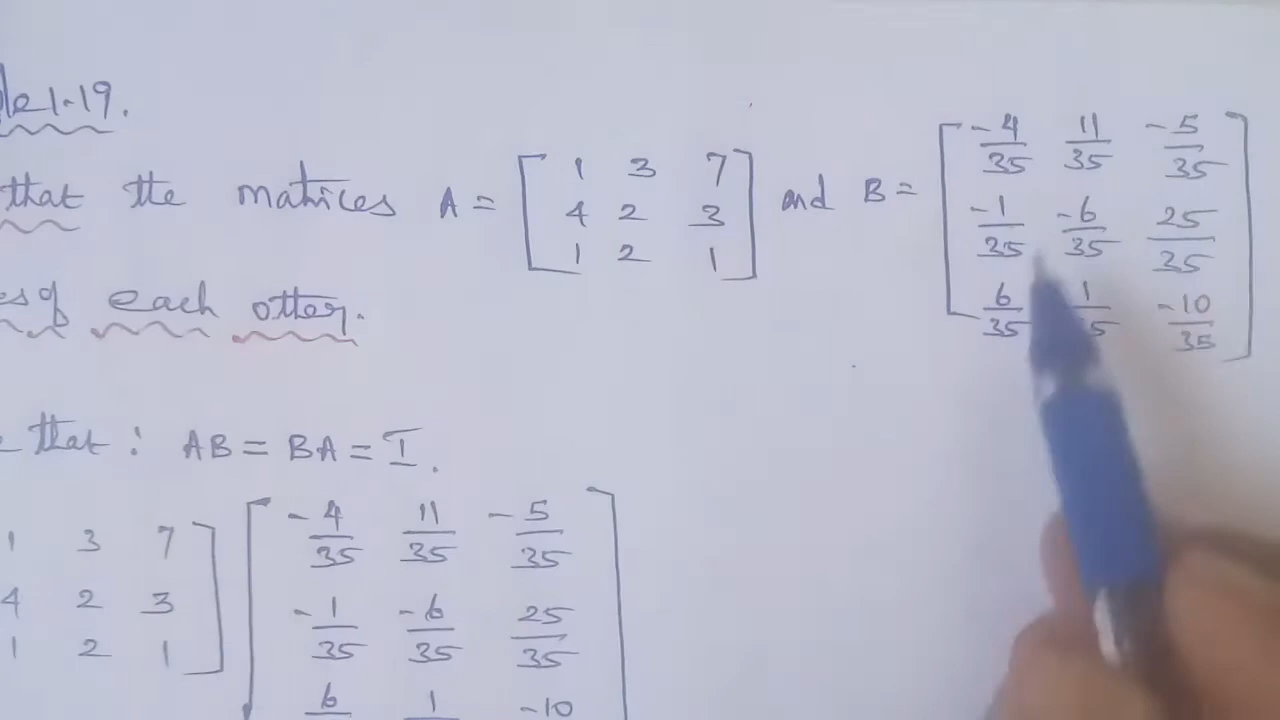 le 1.19.
that the matrices A = [ 1 3 7 and B = [ -4/35 11/35 -5/35
4 2 3 -1/35 -6/35 25/35
1 2 1 ] 6/35 1 5 -10/35 ]
es of each otter.
that : AB = BA = I.
1 3 7 ] [ -4/35 11/35 -5/35
4 2 3 -1/35 -6/35 25/35
1 2 1 6 1 -10